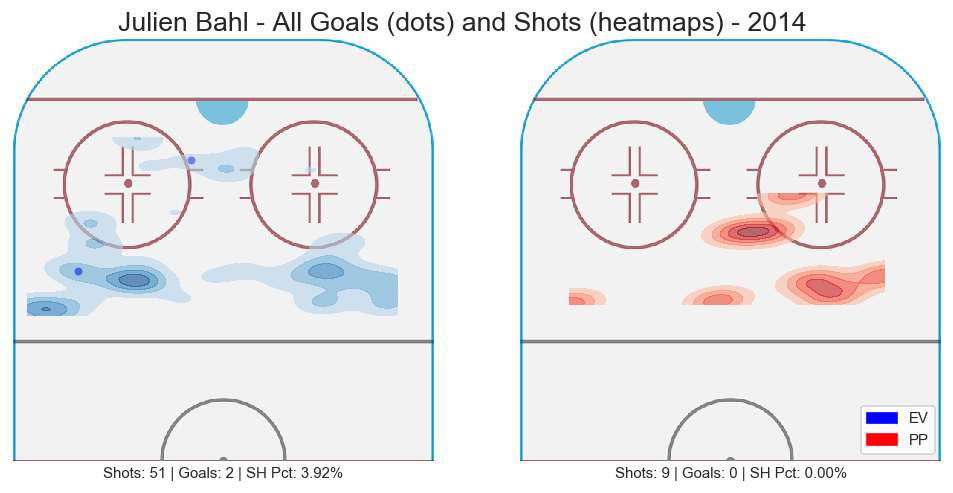 Julien Bahl - All Goals (dots) and Shots (heatmaps) - 2014
EV
PP
Shots: 51 | Goals: 2 | SH Pct: 3.92%
Shots: 9 | Goals: 0 | SH Pct: 0.00%